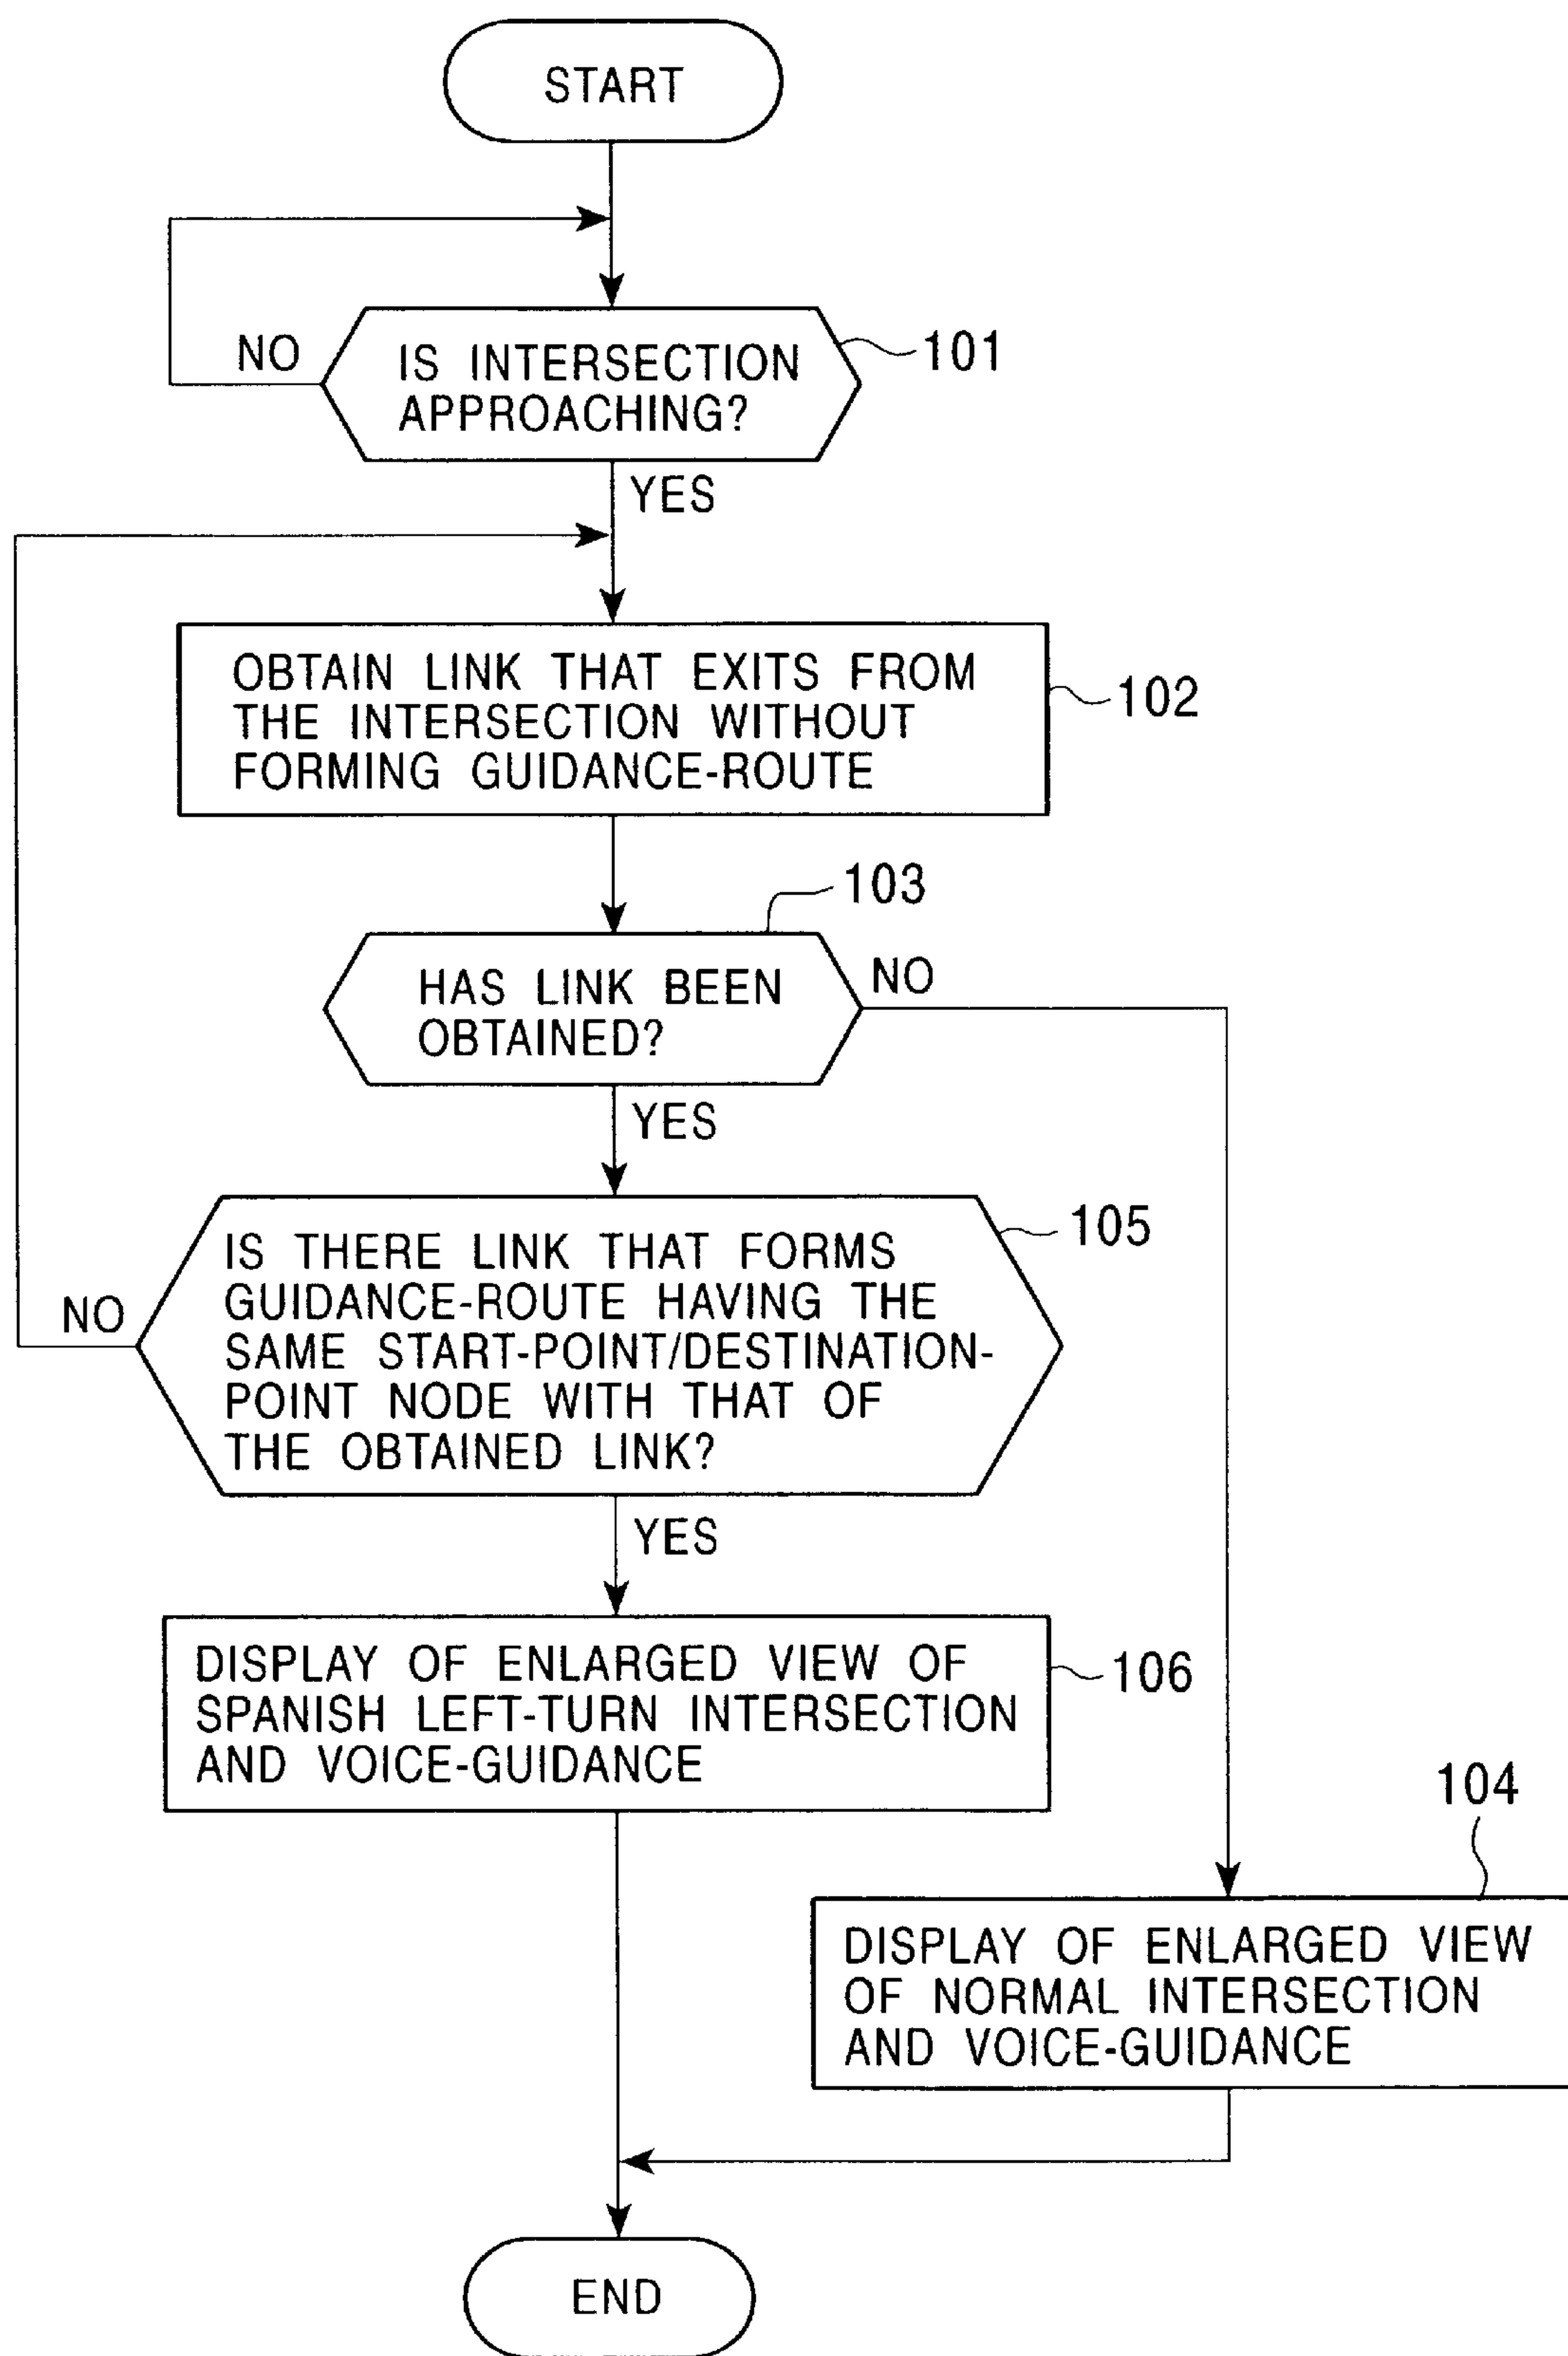 START
NO
IS INTERSECTION
APPROACHING?
101
YES
OBTAIN LINK THAT EXITS FROM
THE INTERSECTION WITHOUT
FORMING GUIDANCE-ROUTE
102
103
HAS LINK BEEN
OBTAINED?
NO
YES
IS THERE LINK THAT FORMS
GUIDANCE-ROUTE HAVING THE
SAME START-POINT/DESTINATION-
POINT NODE WITH THAT OF
THE OBTAINED LINK?
105
NO
YES
DISPLAY OF ENLARGED VIEW OF
SPANISH LEFT-TURN INTERSECTION
AND VOICE-GUIDANCE
106
104
DISPLAY OF ENLARGED VIEW
OF NORMAL INTERSECTION
AND VOICE-GUIDANCE
END